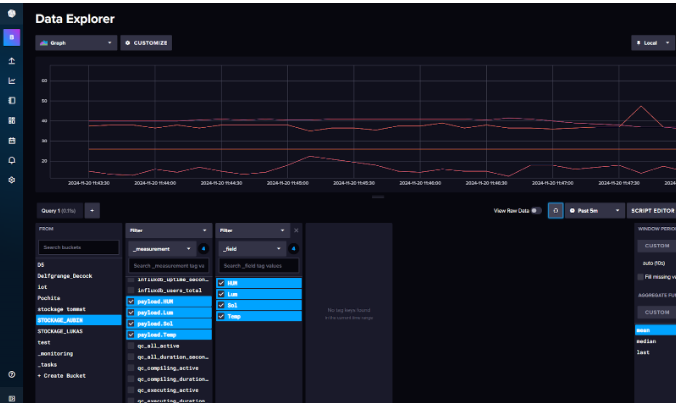 Data Explorer
B
Graph
CUSTOMIZE
Local
60
50
40
30
20
2024-11-20 11:43:30
2024-11-20 11:44:00
2024-11-20 11:44:30
2024-11-20 11:45:00
2024-11-20 11:45:30
2024-11-20 11:46:00
2024-11-20 11:46:30
2024-11-20 11:47:00
2024-11-20 11:47:30
2024
Query 1 (0.11s)
+
View Raw Data
Past 5m
SCRIPT EDITOR
FROM
Search buckets
D5
Delfgrange_Decock
iot
Pochita
stockage tommet
STOCKAGE_AUBIN
STOCKAGE_LUKAS
test
_monitoring
_tasks
+ Create Bucket
Filter
_measurement
4
Search _measurement tag va
influxdb_uptime_secon…
influxdb_users_total
payload.HUM
payload.Lum
payload.Sol
payload.Temp
qc_all_active
qc_all_duration_secon…
qc_compiling_active
qc_compiling_duration…
qc_executing_active
qc_executing_duration
Filter
×
_field
4
Search _field tag values
HUM
Lum
Sol
Temp
No tag keys found
in the current time range
WINDOW PERIO
CUSTOM
auto (10s)
Fill missing va
AGGREGATE FUN
CUSTOM
mean
median
last